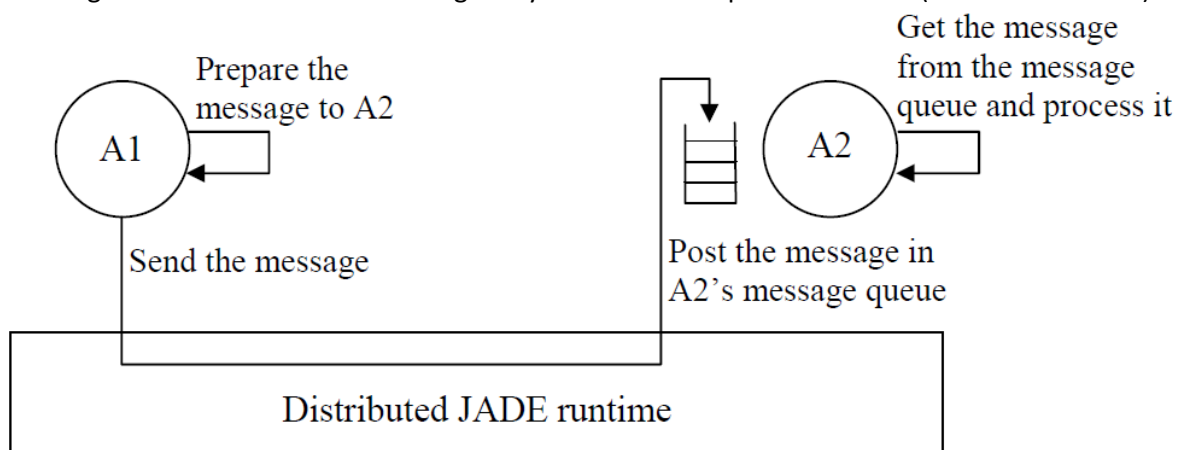 Get the message
from the message
queue and process it
Prepare the
message to A2
A1
A2
Send the message
Post the message in
A2’s message queue
Distributed JADE runtime